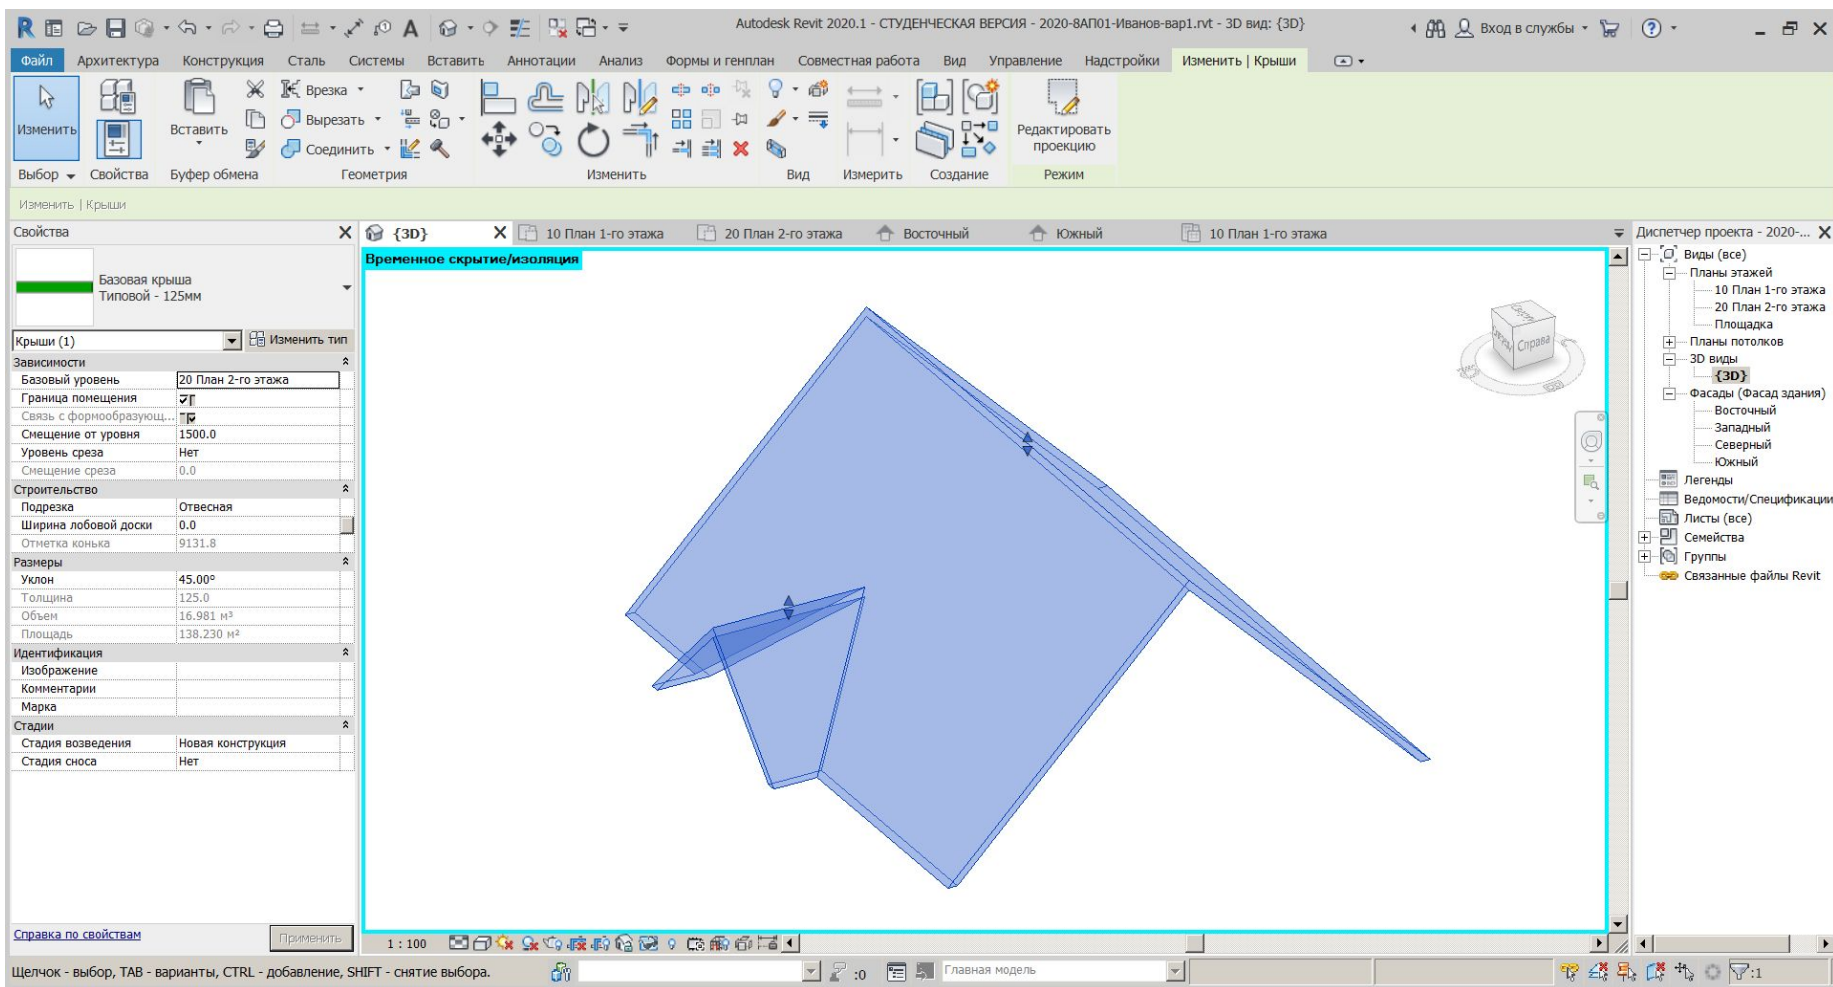 Autodesk Revit 2020.1 - СТУДЕНЧЕСКАЯ ВЕРСИЯ - 2020-8АП01-Иванов-вар1.rvt - 3D вид: {3D}
Вход в службы
Файл Архитектура Конструкция Сталь Системы Вставить Аннотации Анализ Формы и генплан Совместная работа Вид Управление Надстройки Изменить | Крыши
Изменить
Вставить
Врезка
Вырезать
Соединить
Редактировать
проекцию
Выбор Свойства Буфер обмена Геометрия Изменить Вид Измерить Создание Режим
Изменить | Крыши
Свойства
{3D} 10 План 1-го этажа 20 План 2-го этажа Восточный Южный 10 План 1-го этажа
Диспетчер проекта - 2020-...
Базовая крыша
Типовой - 125мм
Крыши (1) Изменить тип
Зависимости
Базовый уровень 20 План 2-го этажа
Граница помещения
Связь с формообразующ...
Смещение от уровня 1500.0
Уровень среза Нет
Смещение среза 0.0
Строительство
Подрезка Отвесная
Ширина лобовой доски 0.0
Отметка конька 9131.8
Размеры
Уклон 45.00°
Толщина 125.0
Объем 16.981 м³
Площадь 138.230 м²
Идентификация
Изображение
Комментарии
Марка
Стадии
Стадия возведения Новая конструкция
Стадия сноса Нет
Справка по свойствам Применить
Временное скрытие/изоляция
Справа
Виды (все)
Планы этажей
10 План 1-го этажа
20 План 2-го этажа
Площадка
Планы потолков
3D виды
{3D}
Фасады (Фасад здания)
Восточный
Западный
Северный
Южный
Легенды
Ведомости/Спецификации
Листы (все)
Семейства
Группы
Связанные файлы Revit
1 : 100
Щелчок - выбор, TAB - варианты, CTRL - добавление, SHIFT - снятие выбора.
:0
Главная модель
:1